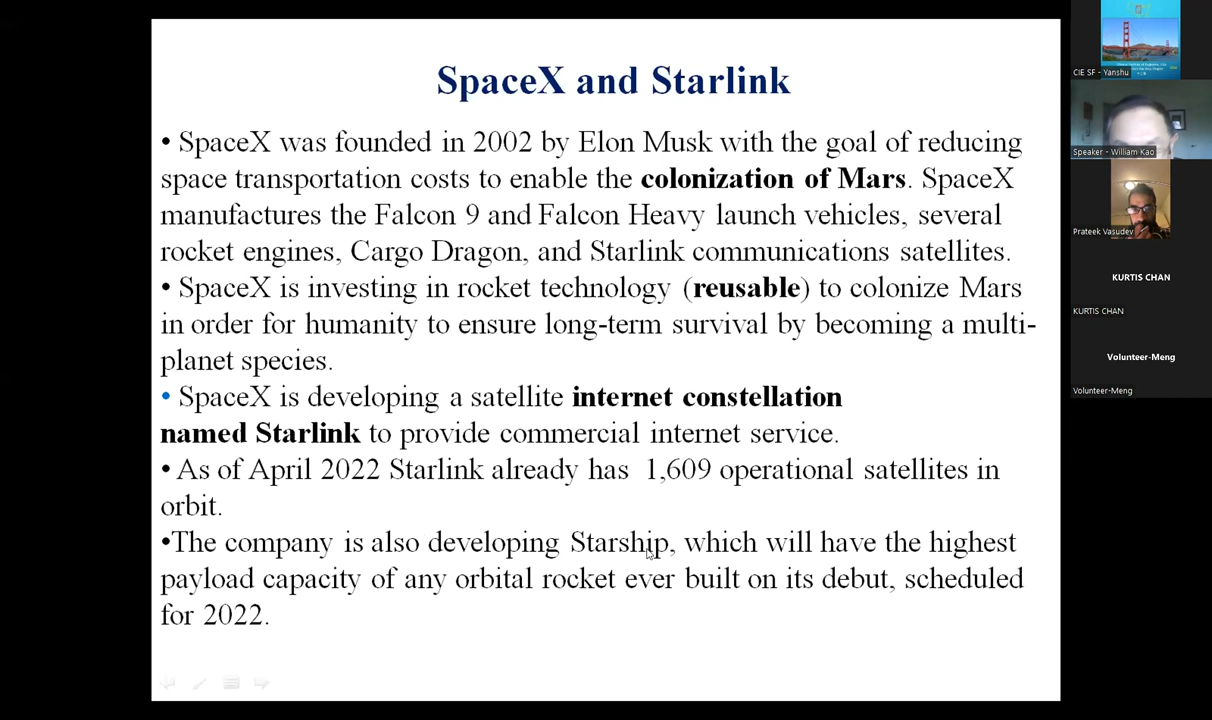 SpaceX and Starlink
• SpaceX was founded in 2002 by Elon Musk with the goal of reducing
space transportation costs to enable the colonization of Mars. SpaceX
manufactures the Falcon 9 and Falcon Heavy launch vehicles, several
rocket engines, Cargo Dragon, and Starlink communications satellites.
• SpaceX is investing in rocket technology (reusable) to colonize Mars
in order for humanity to ensure long-term survival by becoming a multi-
planet species.
• SpaceX is developing a satellite internet constellation
named Starlink to provide commercial internet service.
• As of April 2022 Starlink already has 1,609 operational satellites in
orbit.
•The company is also developing Starship, which will have the highest
payload capacity of any orbital rocket ever built on its debut, scheduled
for 2022.
CIE SF - Yanshu
Speaker - William Kao
Prateek Vasudev
KURTIS CHAN
KURTIS CHAN
Volunteer-Meng
Volunteer-Meng